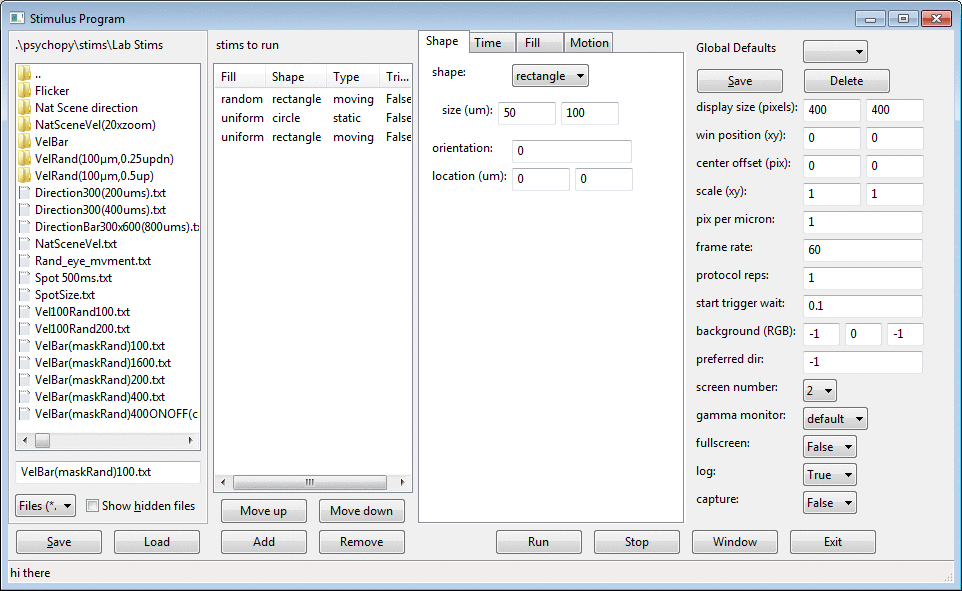 Stimulus Program
.\psychopy\stims\Lab Stims
..
Flicker
Nat Scene direction
NatSceneVel(20xzoom)
VelBar
VelRand(100µm,0.25updn)
VelRand(100µm,0.5up)
Direction300(200ums).txt
Direction300(400ums).txt
DirectionBar300x600(800ums).t
NatSceneVel.txt
Rand_eye_mvment.txt
Spot 500ms.txt
SpotSize.txt
Vel100Rand100.txt
Vel100Rand200.txt
VelBar(maskRand)100.txt
VelBar(maskRand)1600.txt
VelBar(maskRand)200.txt
VelBar(maskRand)400.txt
VelBar(maskRand)400ONOFF(c
VelBar(maskRand)100.txt
Files (*. Show hidden files
Save Load
stims to run
Fill Shape Type Tri...
random rectangle moving False
uniform circle static False
uniform rectangle moving False
Move up Move down
Add Remove
Shape Time Fill Motion
shape: rectangle
size (um): 50 100
orientation: 0
location (um): 0 0
Run Stop
Global Defaults
Save Delete
display size (pixels): 400 400
win position (xy): 0 0
center offset (pix): 0 0
scale (xy): 1 1
pix per micron: 1
frame rate: 60
protocol reps: 1
start trigger wait: 0.1
background (RGB): -1 0 -1
preferred dir: -1
screen number: 2
gamma monitor: default
fullscreen: False
log: True
capture: False
Window Exit
hi there